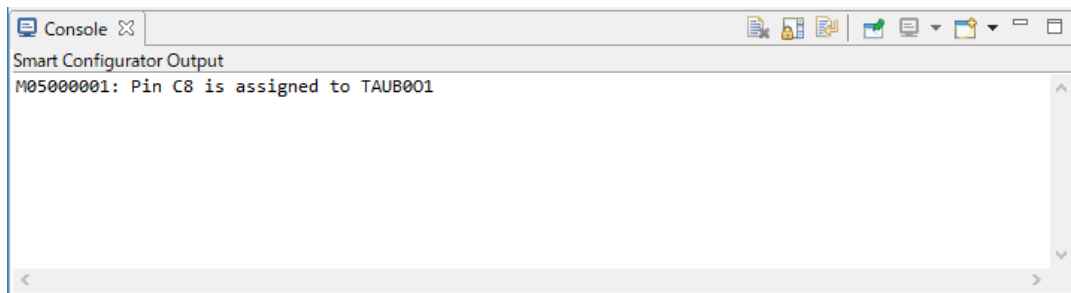 Console
Smart Configurator Output
M05000001: Pin C8 is assigned to TAUB0O1